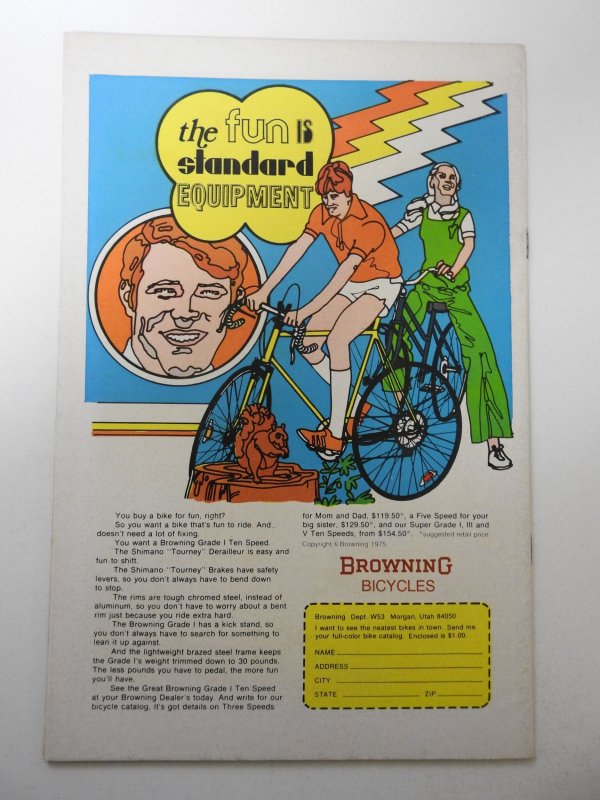 the fun IS
standard
EQUIPMENT
You buy a bike for fun, right?
So you want a bike that's fun to ride. And,
doesn't need a lot of fixing.
You want a Browning Grade I Ten Speed.
The Shimano "Tourney" Derailleur is easy and
fun to shift.
The Shimano "Tourney" Brakes have safety
levers, so you don't always have to bend down
to stop.
The rims are tough chromed steel, instead of
aluminum, so you don't have to worry about a bent
rim just because you ride extra hard.
The Browning Grade I has a kick stand, so
you don't always have to search for something to
lean it up against.
And the lightweight brazed steel frame keeps
the Grade I's weight trimmed down to 30 pounds.
The less pounds you have to pedal, the more fun
you'll have.
See the Great Browning Grade I Ten Speed
at your Browning Dealer's today. And write for our
bicycle catalog. It's got details on Three Speeds
for Mom and Dad, $119.50*, a Five Speed for your
big sister, $129.50*, and our Super Grade I, III and
V Ten Speeds, from $154.50*. *suggested retail price
Copyright © Browning 1975
BROWNING
BICYCLES
Browning Dept. W53 Morgan, Utah 84050
I want to see the neatest bikes in town. Send me
your full-color bike catalog. Enclosed is $1.00.
NAME
ADDRESS
CITY
STATE ZIP